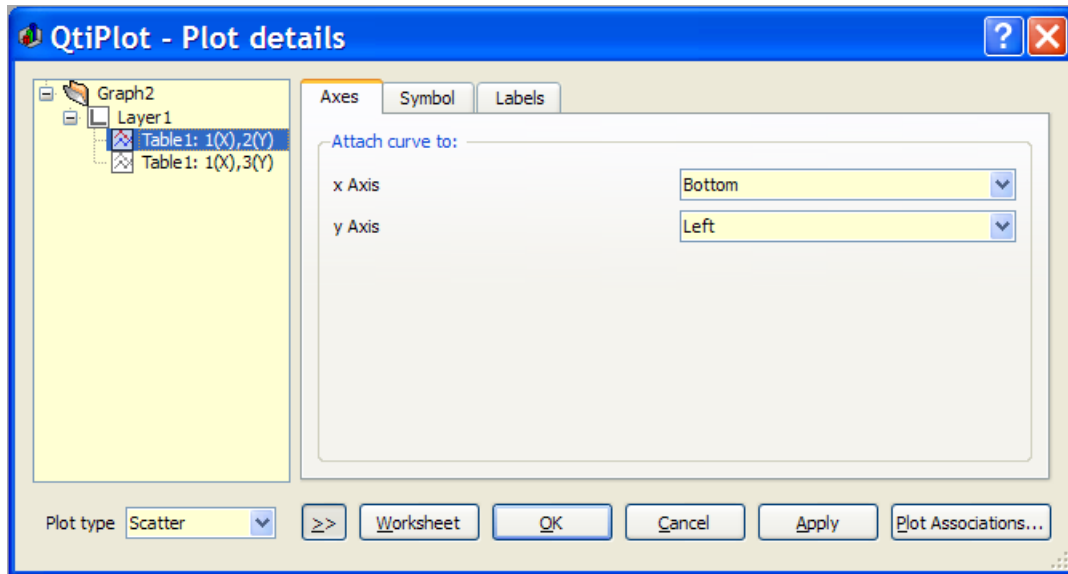 QtiPlot - Plot details
?
Graph2
Layer1
Table1: 1(X),2(Y)
Table1: 1(X),3(Y)
Axes Symbol Labels
Attach curve to:
x Axis Bottom
y Axis Left
Plot type Scatter >> Worksheet OK Cancel Apply Plot Associations...